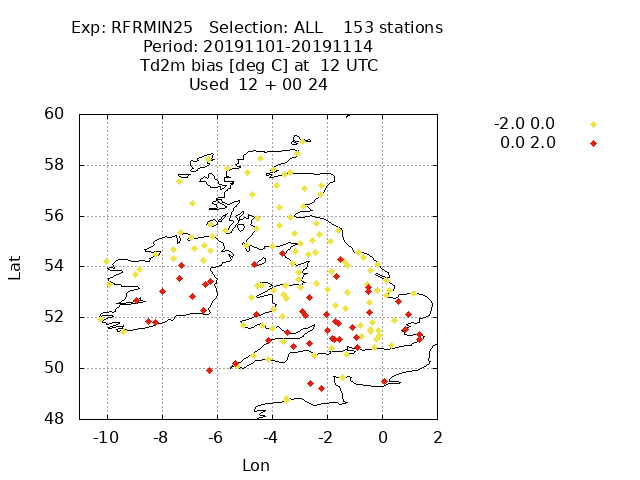 Exp: RFRMIN25 Selection: ALL 153 stations
Period: 20191101-20191114
Td2m bias [deg C] at 12 UTC
Used 12 + 00 24
-2.0 0.0
0.0 2.0
60
58
56
54
52
50
48
Lat
-10 -8 -6 -4 -2 0 2
Lon